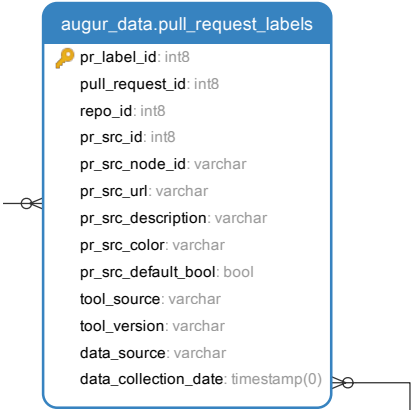 augur_data.pull_request_labels
pr_label_id: int8
pull_request_id: int8
repo_id: int8
pr_src_id: int8
pr_src_node_id: varchar
pr_src_url: varchar
pr_src_description: varchar
pr_src_color: varchar
pr_src_default_bool: bool
tool_source: varchar
tool_version: varchar
data_source: varchar
data_collection_date: timestamp(0)